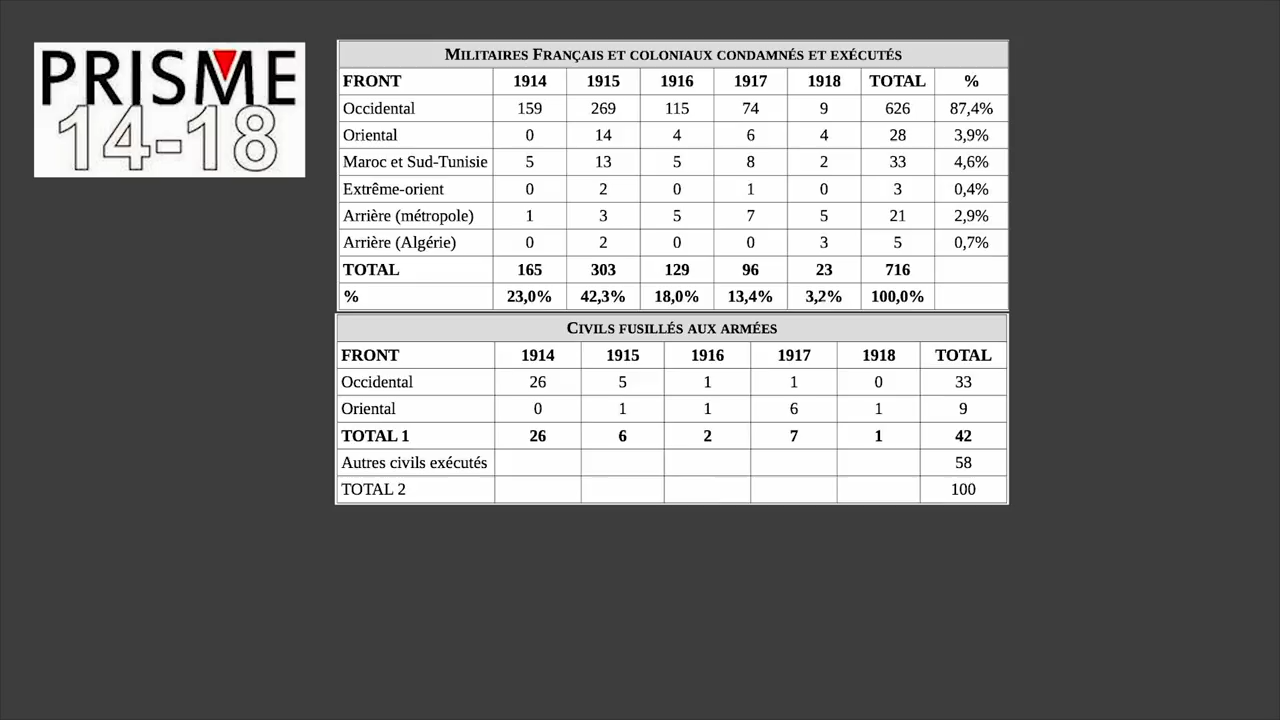 PRISME
14-18
MILITAIRES FRANÇAIS ET COLONIAUX CONDAMNÉS ET EXÉCUTÉS
FRONT 1914 1915 1916 1917 1918 TOTAL %
Occidental 159 269 115 74 9 626 87,4%
Oriental 0 14 4 6 4 28 3,9%
Maroc et Sud-Tunisie 5 13 5 8 2 33 4,6%
Extrême-orient 0 2 0 1 0 3 0,4%
Arrière (métropole) 1 3 5 7 5 21 2,9%
Arrière (Algérie) 0 2 0 0 3 5 0,7%
TOTAL 165 303 129 96 23 716
% 23,0% 42,3% 18,0% 13,4% 3,2% 100,0%
CIVILS FUSILLÉS AUX ARMÉES
FRONT 1914 1915 1916 1917 1918 TOTAL
Occidental 26 5 1 1 0 33
Oriental 0 1 1 6 1 9
TOTAL 1 26 6 2 7 1 42
Autres civils exécutés 58
TOTAL 2 100